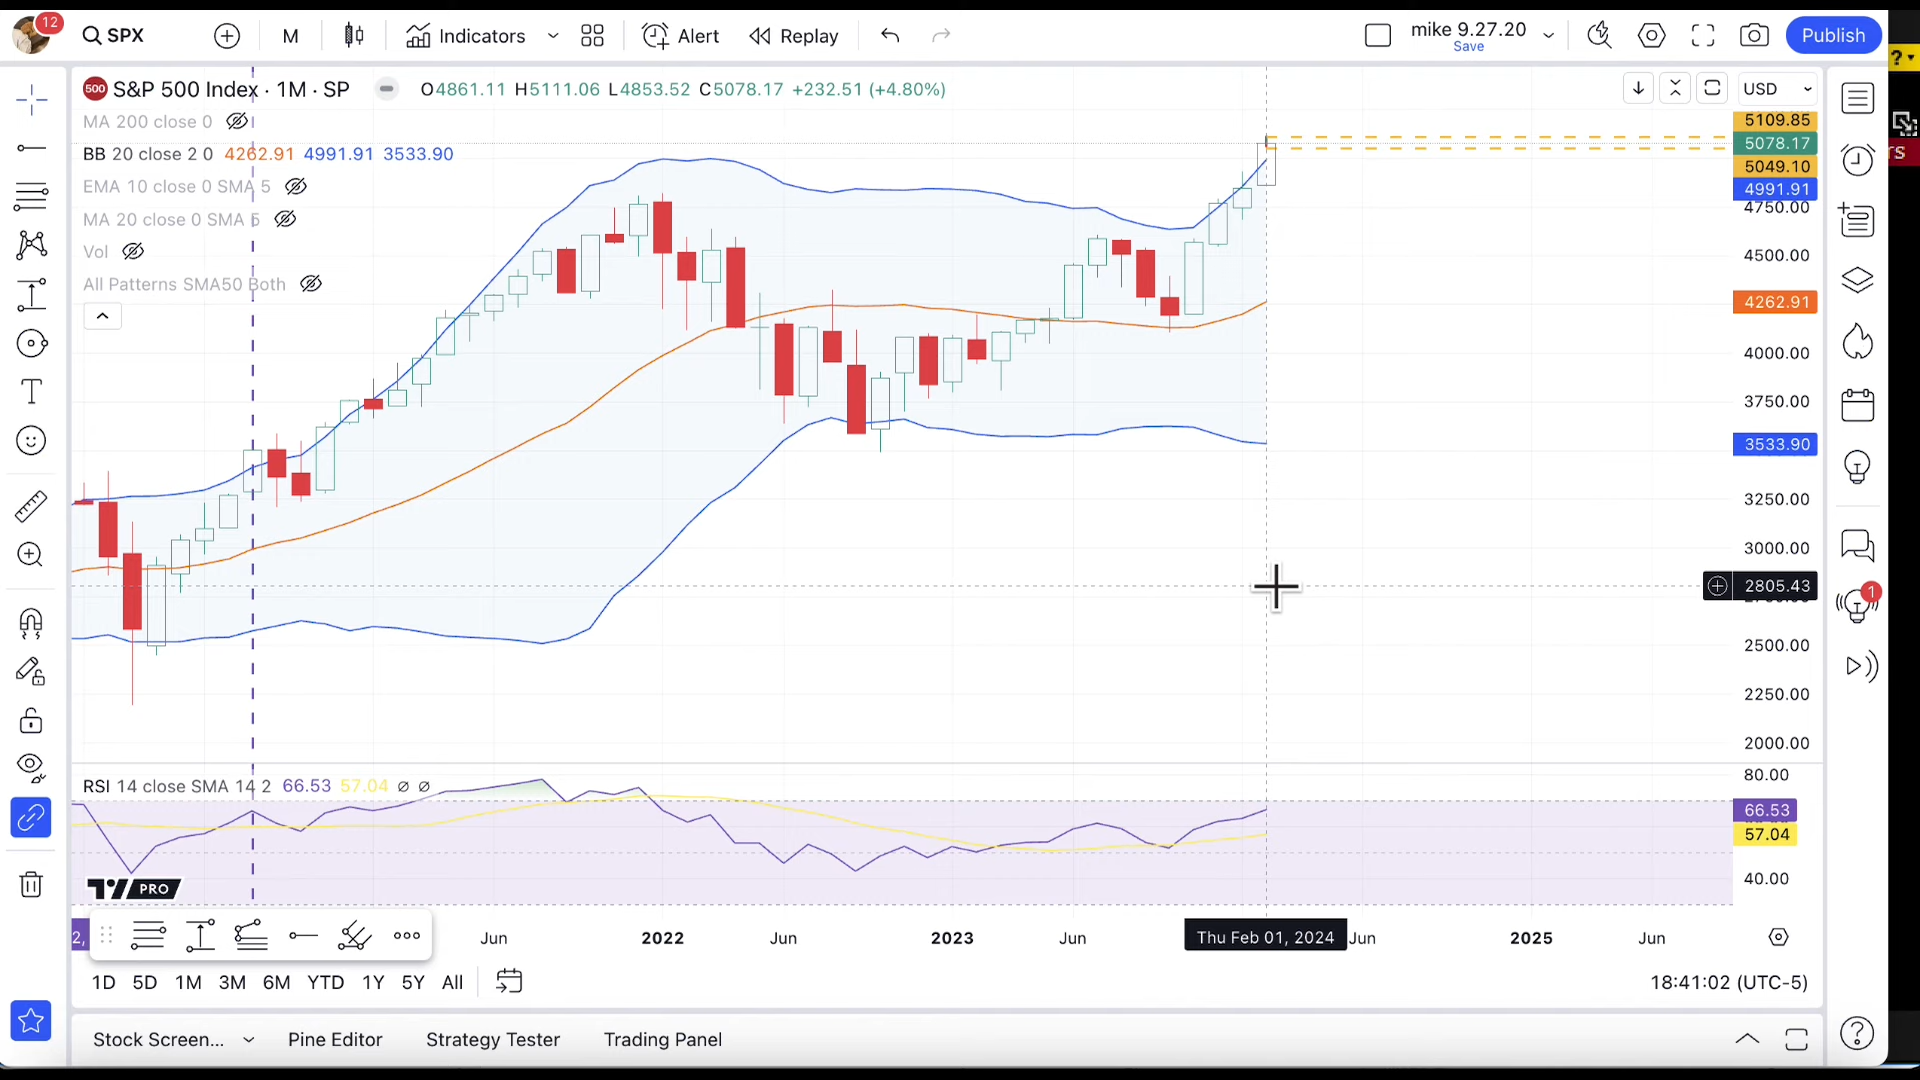 12
SPX
M
Indicators
Alert
Replay
mike 9.27.20
Save
Publish
?
500
S&P 500 Index · 1M · SP
O4861.11 H5111.06 L4853.52 C5078.17 +232.51 (+4.80%)
USD
MA 200 close 0
BB 20 close 2 0 4262.91 4991.91 3533.90
EMA 10 close 0 SMA 5
MA 20 close 0 SMA 5
Vol
All Patterns SMA50 Both
rs
5109.85
5078.17
5049.10
4991.91
4750.00
4500.00
4262.91
4000.00
3750.00
3533.90
3250.00
3000.00
2805.43
2500.00
2250.00
2000.00
1
RSI 14 close SMA 14 2 66.53 57.04 ∅ ∅
80.00
66.53
57.04
40.00
PRO
2,
Jun
2022
Jun
2023
Jun
Thu Feb 01, 2024
Jun
2025
Jun
1D 5D 1M 3M 6M YTD 1Y 5Y All
18:41:02 (UTC-5)
Stock Screen...
Pine Editor
Strategy Tester
Trading Panel